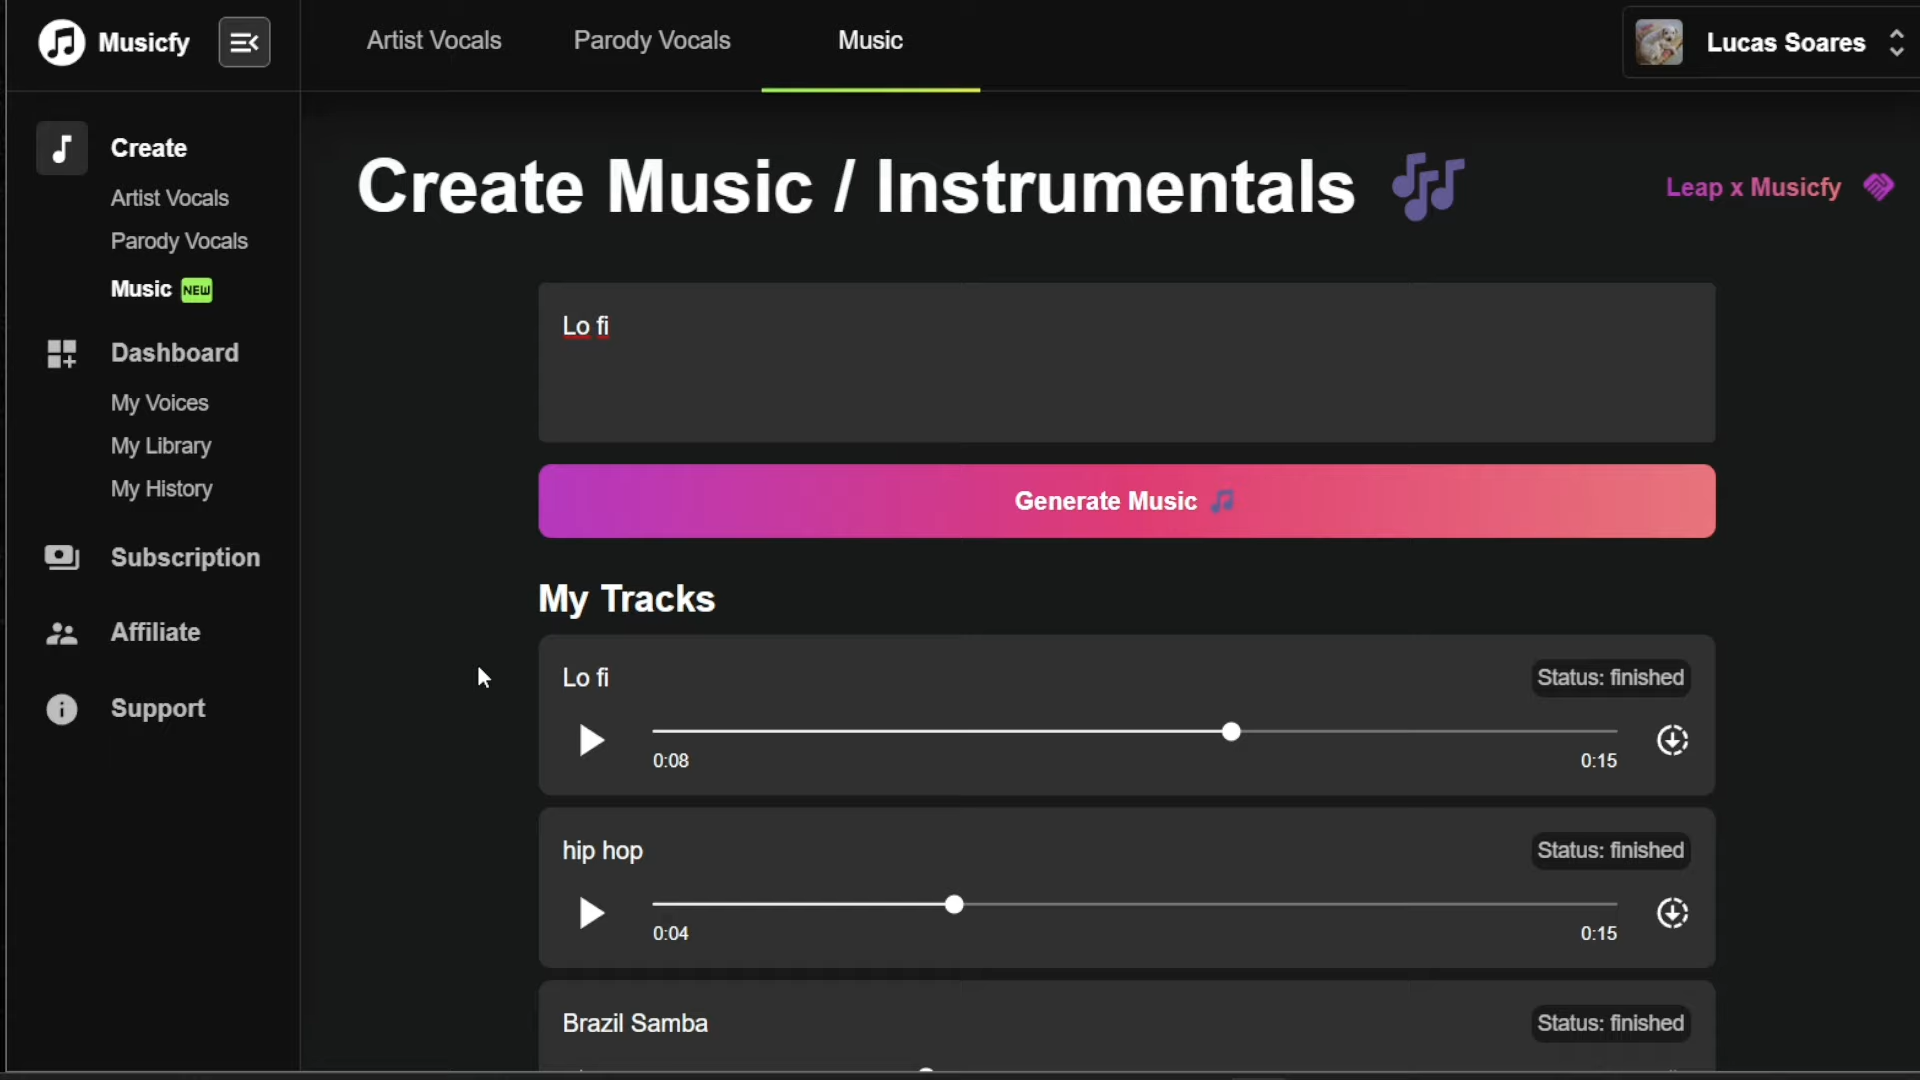 Musicfy
Artist Vocals
Parody Vocals
Music
Lucas Soares
Create
Artist Vocals
Parody Vocals
Music NEW
Dashboard
My Voices
My Library
My History
Subscription
Affiliate
Support
Create Music / Instrumentals
Leap x Musicfy
Lo fi
Generate Music
My Tracks
Lo fi
Status: finished
0:08
0:15
hip hop
Status: finished
0:04
0:15
Brazil Samba
Status: finished